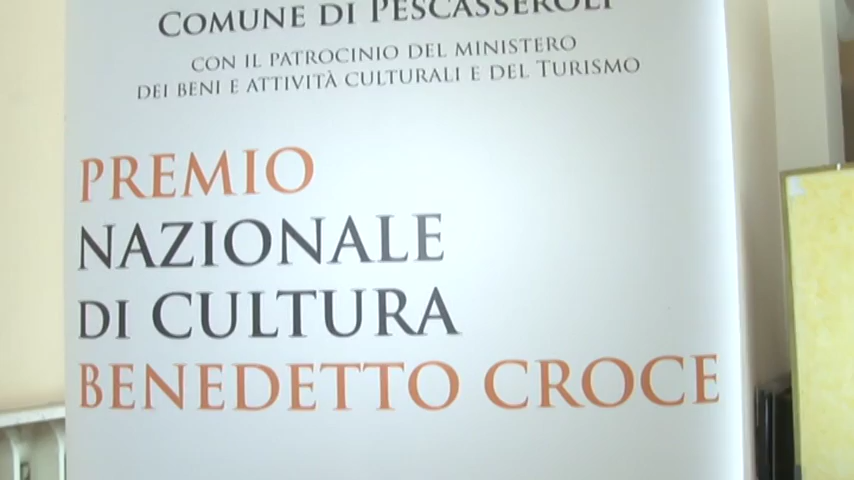 COMUNE DI PESCASSEROLI
CON IL PATROCINIO DEL MINISTERO
DEI BENI E ATTIVITÀ CULTURALI E DEL TURISMO
PREMIO
NAZIONALE
DI CULTURA
BENEDETTO CROCE